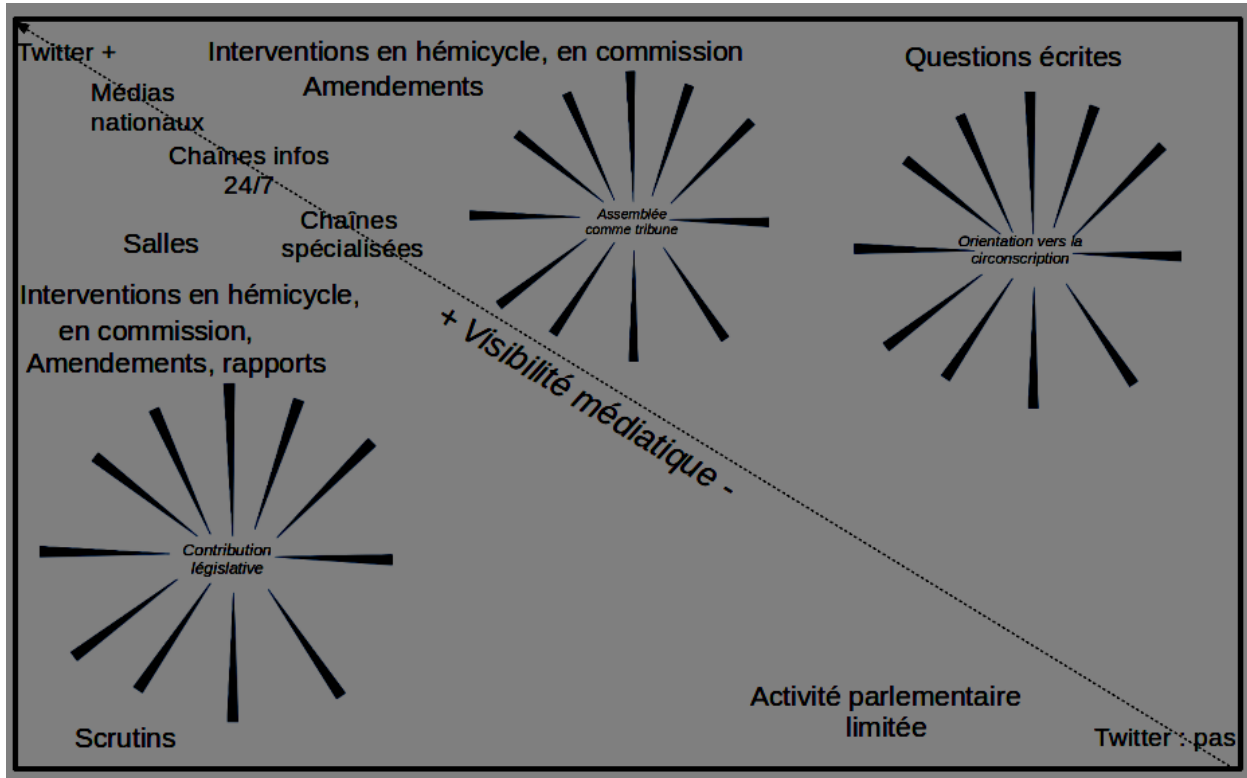 Twitter +
Interventions en hémicycle, en commission
Amendements
Questions écrites
Médias
nationaux
Chaînes infos
24/7
Salles
Chaînes
spécialisées
Assemblée
comme tribune
Orientation vers la
circonscription
Interventions en hémicycle,
en commission,
Amendements, rapports
+ Visibilité médiatique -
Contribution
législative
Activité parlementaire
limitée
Scrutins
Twitter : pas